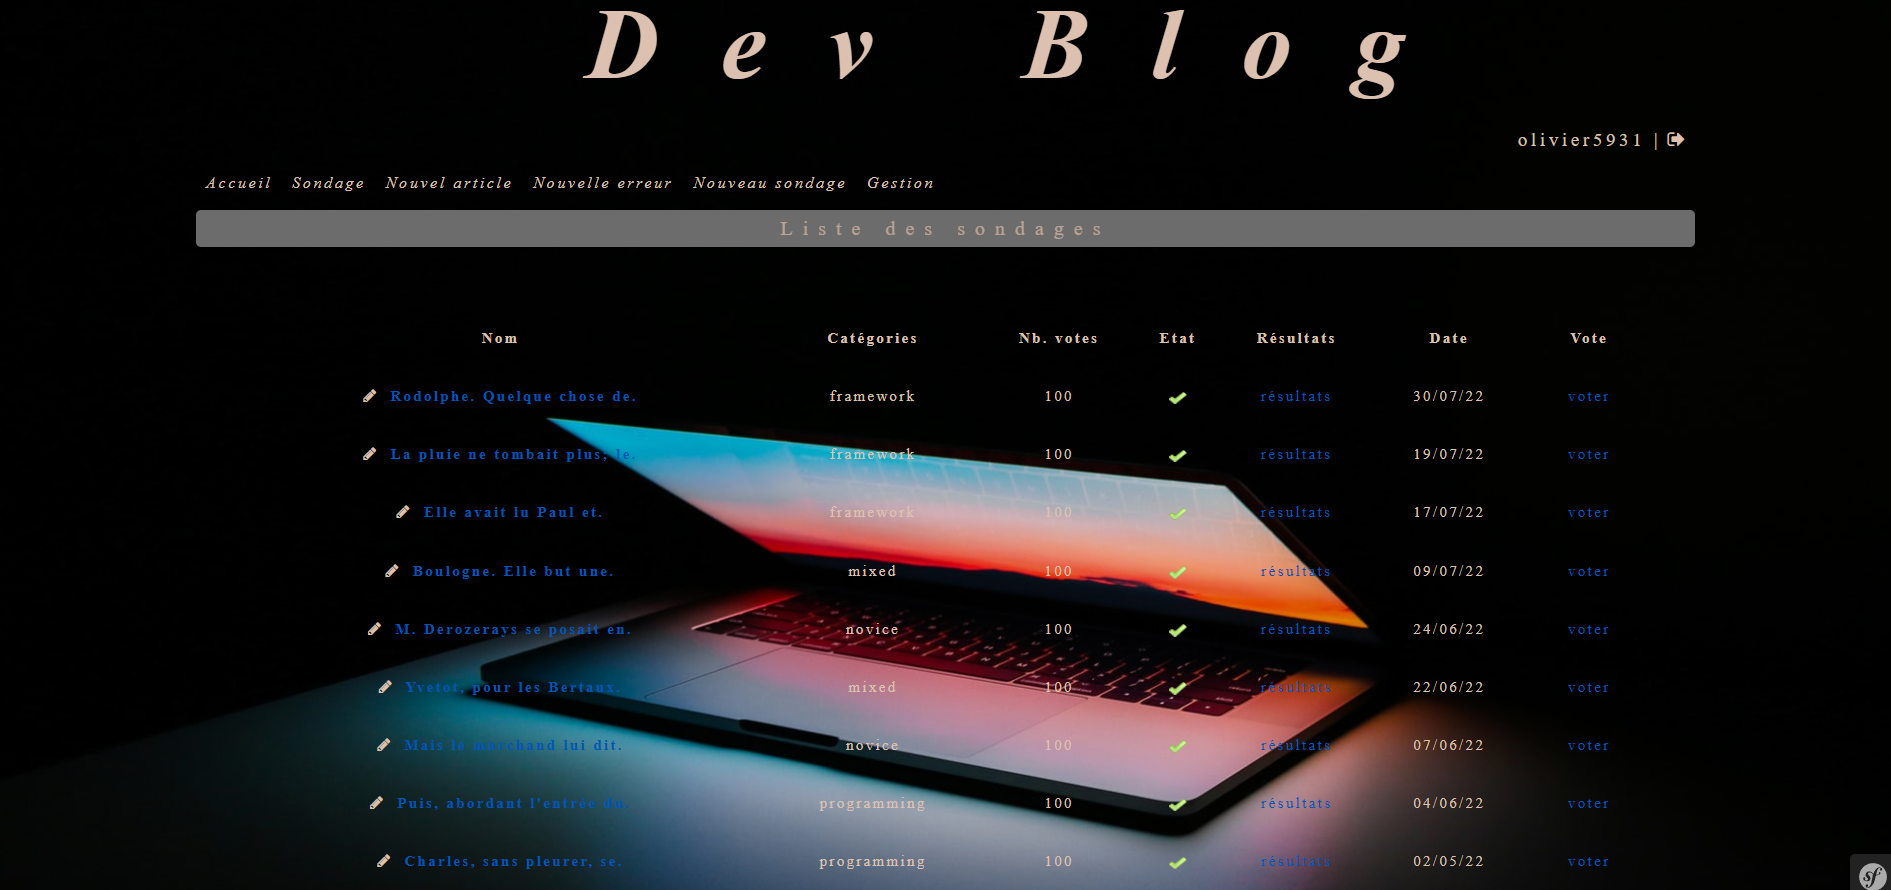 Dev Blog
olivier5931 |
Accueil Sondage Nouvel article Nouvelle erreur Nouveau sondage Gestion
Liste des sondages
Nom Catégories Nb. votes Etat Résultats Date Vote
Rodolphe. Quelque chose de. framework 100 résultats 30/07/22 voter
La pluie ne tombait plus, le. framework 100 résultats 19/07/22 voter
Elle avait lu Paul et. framework 100 résultats 17/07/22 voter
Boulogne. Elle but une. mixed 100 résultats 09/07/22 voter
M. Derozerays se posait en. novice 100 résultats 24/06/22 voter
Yvetot, pour les Bertaux. mixed 100 résultats 22/06/22 voter
Mais le marchand lui dit. novice 100 résultats 07/06/22 voter
Puis, abordant l'entrée du. programming 100 résultats 04/06/22 voter
Charles, sans pleurer, se. programming 100 résultats 02/05/22 voter
sf